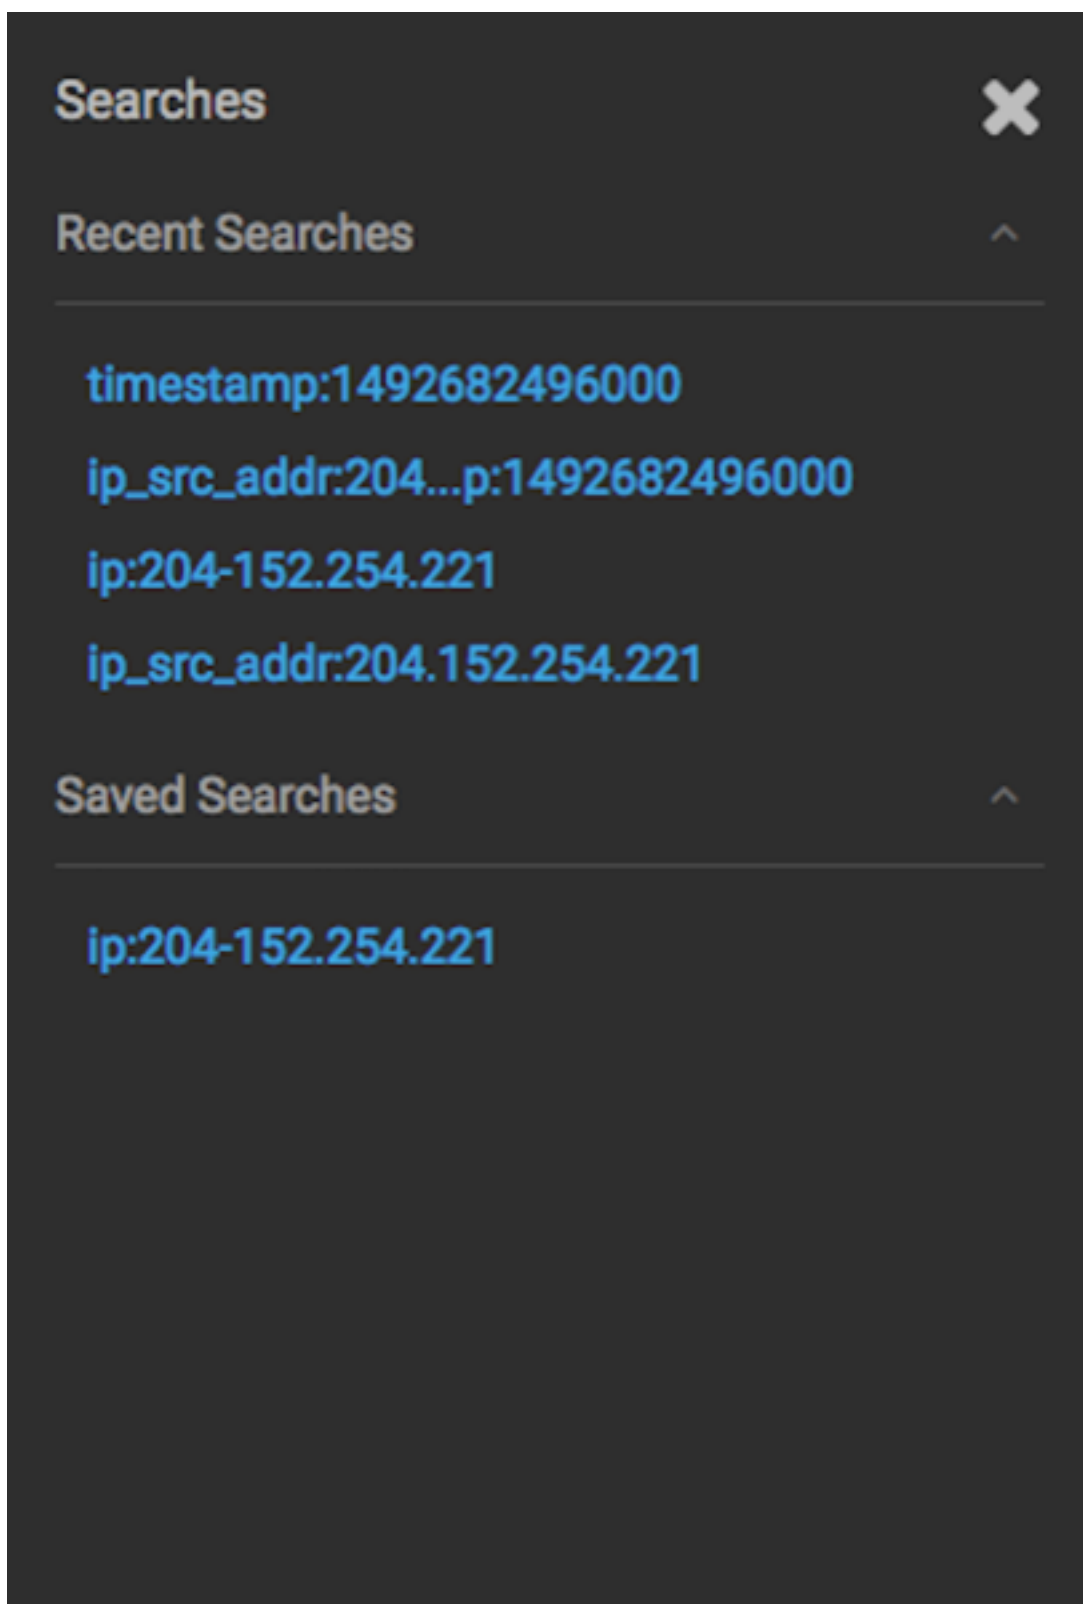 Searches
Recent Searches
timestamp:1492682496000
ip_src_addr:204...p:1492682496000
ip:204-152.254.221
ip_src_addr:204.152.254.221
Saved Searches
ip:204-152.254.221